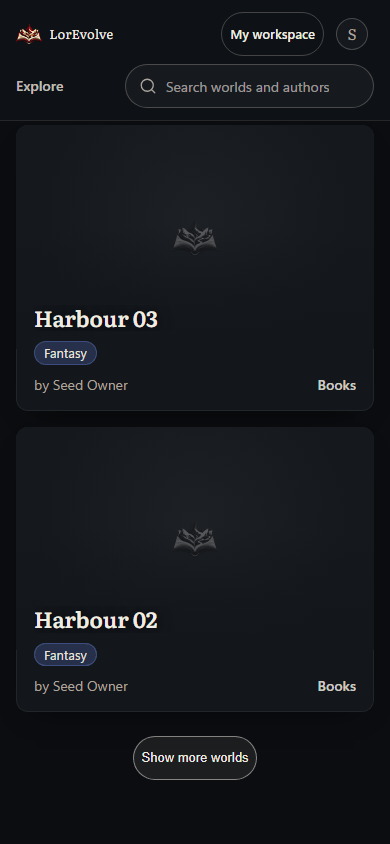 LorEvolve
My workspace
S
Explore
Search worlds and authors
Harbour 03
Fantasy
by Seed Owner
Books
Harbour 02
Fantasy
by Seed Owner
Books
Show more worlds